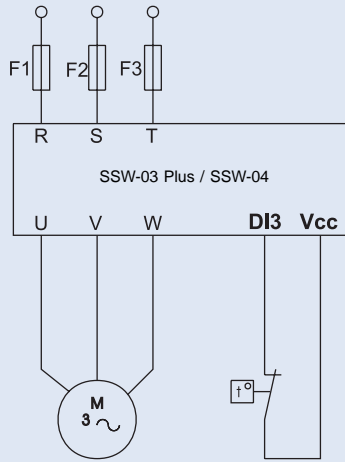 F1 F2 F3
R S T
SSW-03 Plus / SSW-04
U V W DI3 Vcc
M
3
t°